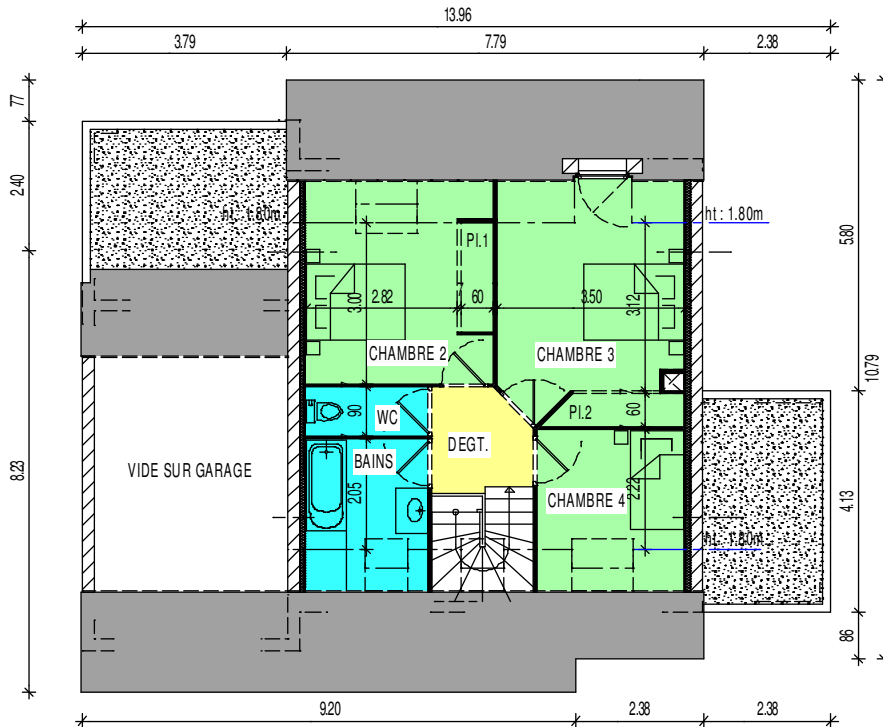 13.96
3.79
7.79
2.38
77
2.40
8.23
5.80
10.79
4.13
86
ht : 1.80m
ht : 1.80m
Pl.1
3.00
2.82
60
3.50
3.12
CHAMBRE 2
CHAMBRE 3
90
WC
Pl.2
60
DEGT.
BAINS
VIDE SUR GARAGE
2.05
CHAMBRE 4
2.22
ht : 1.80m
9.20
2.38
2.38